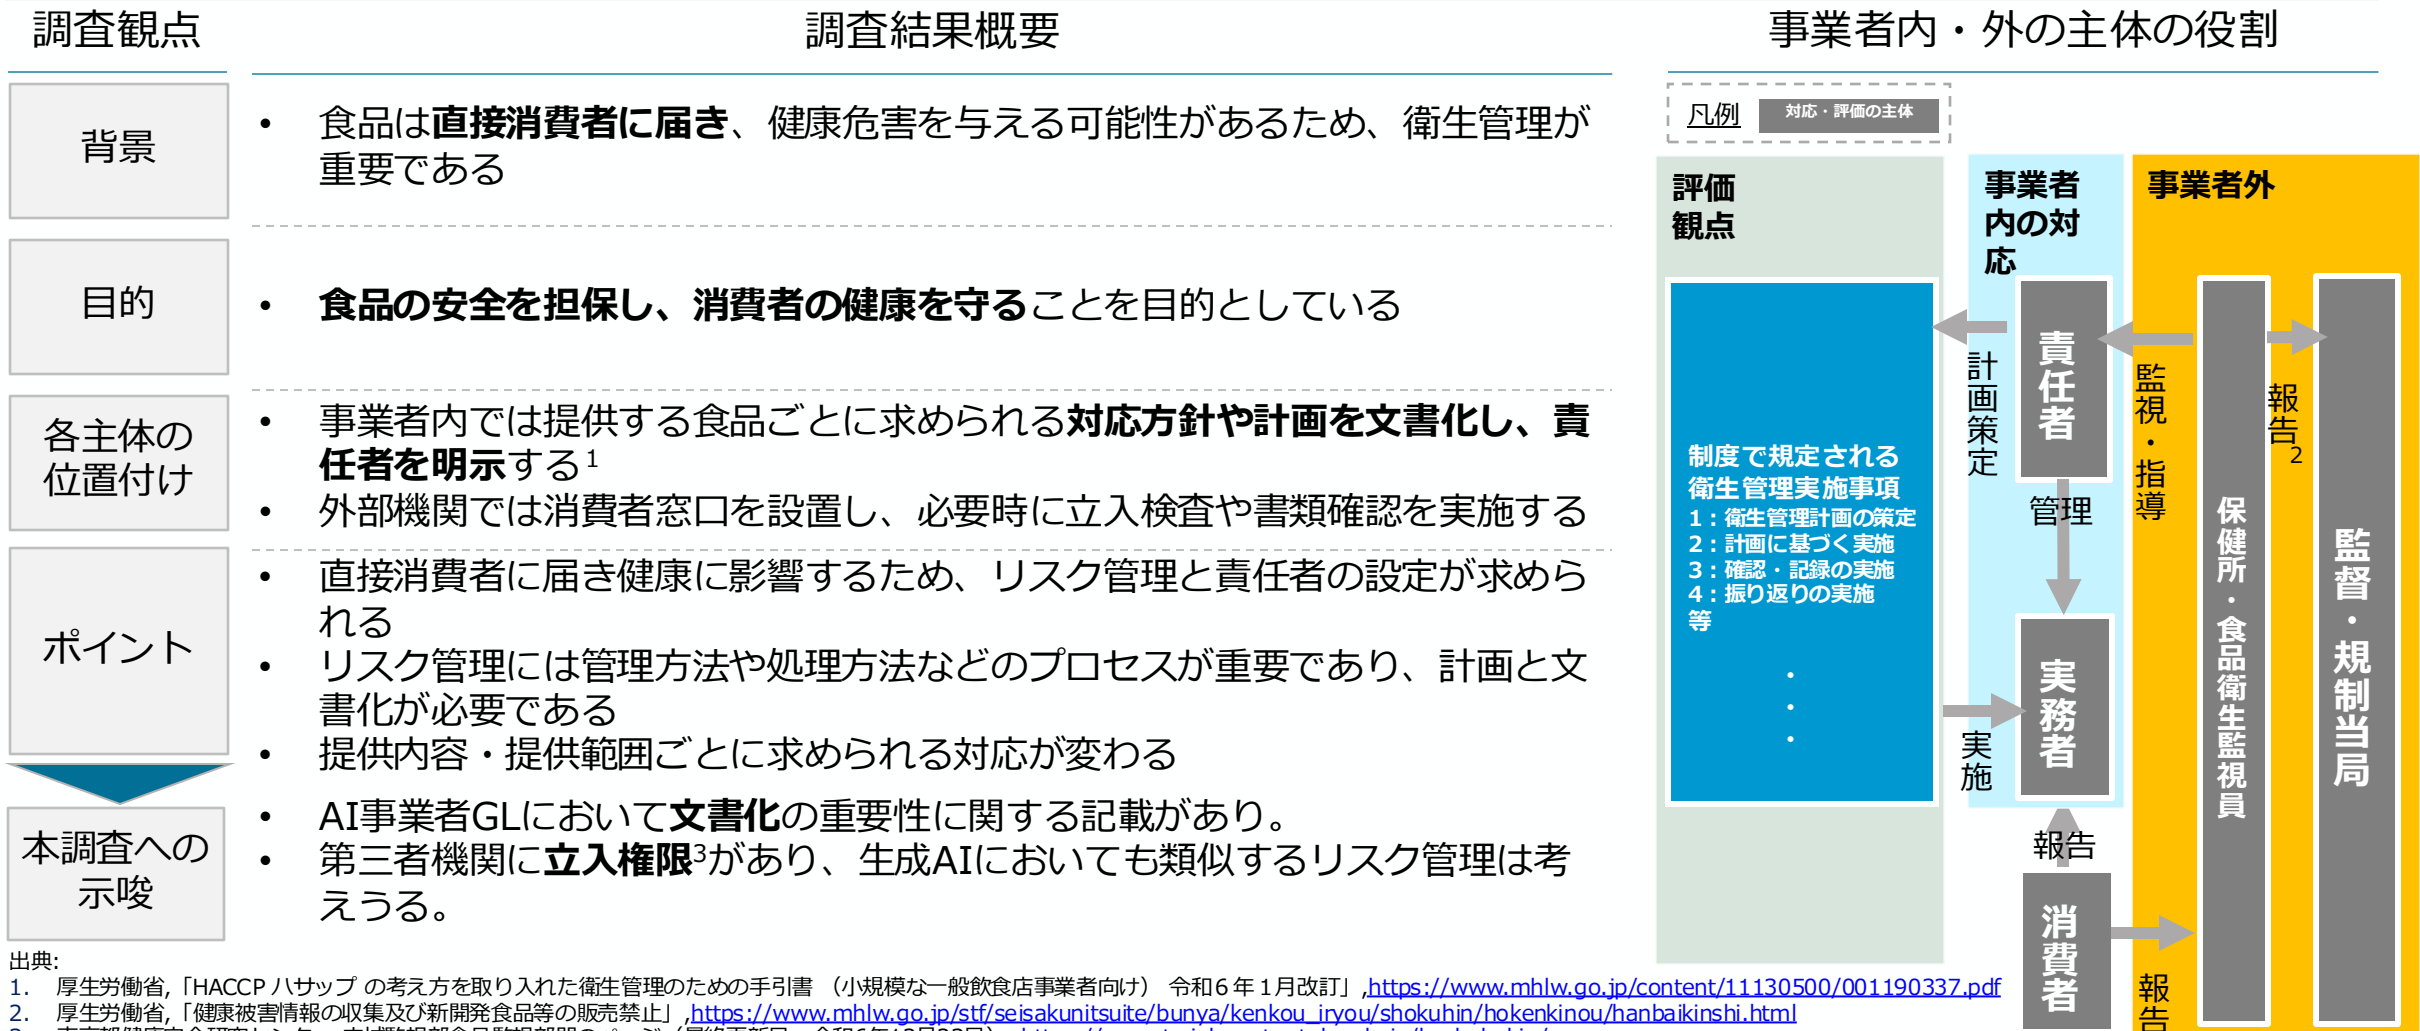 調査観点
調査結果概要
事業者内・外の主体の役割
背景
• 食品は直接消費者に届き、健康危害を与える可能性があるため、衛生管理が
重要である
目的
• 食品の安全を担保し、消費者の健康を守ることを目的としている
各主体の
位置付け
• 事業者内では提供する食品ごとに求められる対応方針や計画を文書化し、責
任者を明示する1
• 外部機関では消費者窓口を設置し、必要時に立入検査や書類確認を実施する
ポイント
• 直接消費者に届き健康に影響するため、リスク管理と責任者の設定が求めら
れる
• リスク管理には管理方法や処理方法などのプロセスが重要であり、計画と文
書化が必要である
• 提供内容・提供範囲ごとに求められる対応が変わる
本調査への
示唆
• AI事業者GLにおいて文書化の重要性に関する記載があり。
• 第三者機関に立入権限3があり、生成AIにおいても類似するリスク管理は考
えうる。
凡例
対応・評価の主体
評価
観点
事業者
内の対
応
事業者外
制度で規定される
衛生管理実施事項
1：衛生管理計画の策定
2：計画に基づく実施
3：確認・記録の実施
4：振り返りの実施
等
・
・
・
計画策定
責任者
管理
実務者
実施
監視・指導
報告2
保健所・食品衛生監視員
監督・規制当局
報告
消費者
報告
出典:
1. 厚生労働省,「HACCP ハサップ の考え方を取り入れた衛生管理のための手引書 （小規模な一般飲食店事業者向け） 令和6年1月改訂」,https://www.mhlw.go.jp/content/11130500/001190337.pdf
2. 厚生労働省,「健康被害情報の収集及び新開発食品等の販売禁止」,https://www.mhlw.go.jp/stf/seisakunitsuite/bunya/kenkou_iryou/shokuhin/hokenkinou/hanbaikinshi.html